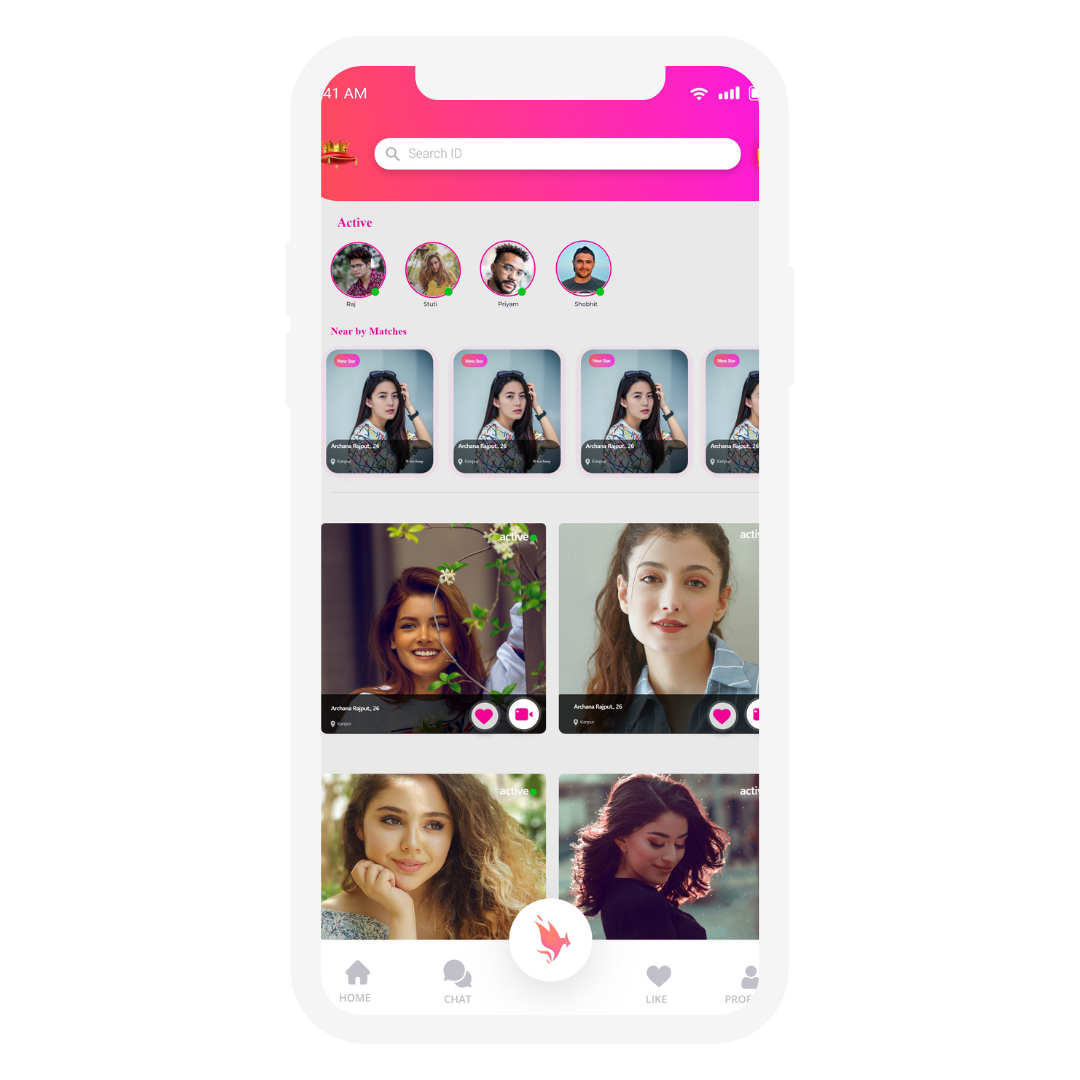 41 AM
Search ID
Active
Raj
Stuti
Priyam
Shobhit
Near by Matches
New Star
New Star
New Star
New Star
Archana Rajput., 26
Archana Rajput., 26
Archana Rajput., 26
Archana Rajput., 26
Kanpur
Kanpur
Kanpur
Kanpur
active
activ
Archana Rajput., 26
Archana Rajput., 26
Kanpur
Kanpur
active
activ
HOME
CHAT
LIKE
PROF